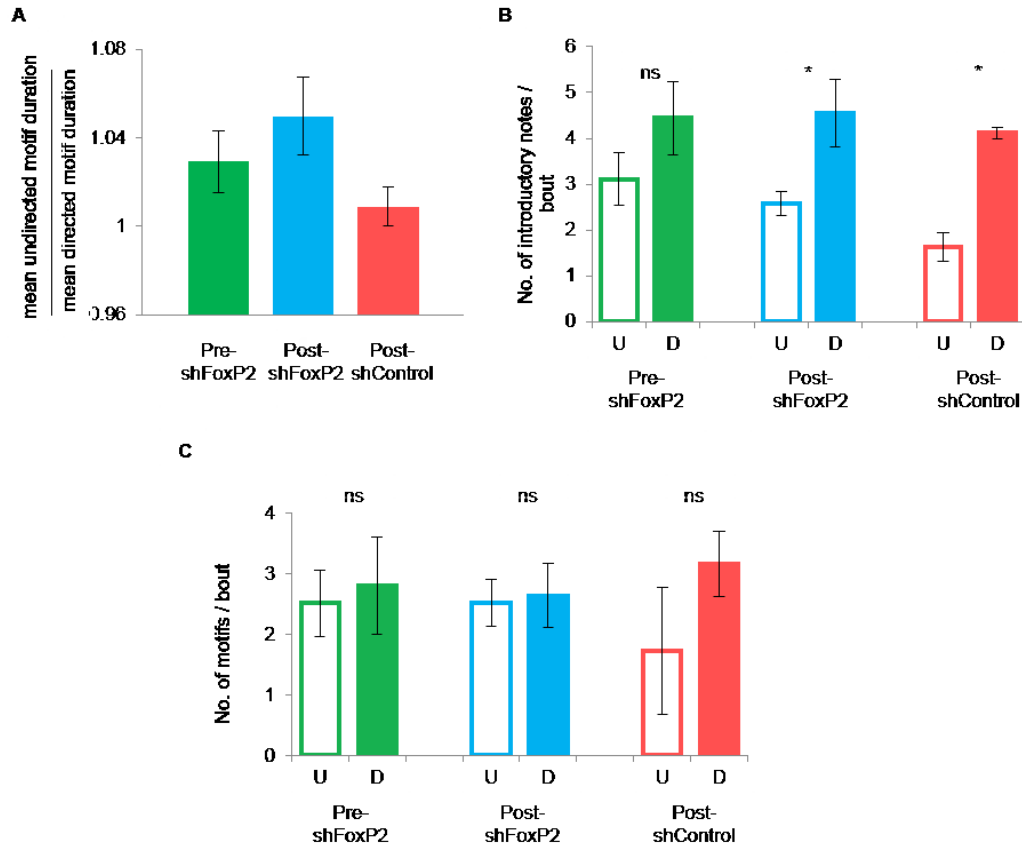 A
mean undirected motif duration
mean directed motif duration
1.08
1.04
1
0.96
Pre-
shFoxP2
Post-
shFoxP2
Post-
shControl
B
No. of introductory notes /
bout
6
5
4
3
2
1
0
ns
*
*
U
D
U
D
U
D
Pre-
shFoxP2
Post-
shFoxP2
Post-
shControl
C
No. of motifs / bout
4
3
2
1
0
ns
ns
ns
U
D
U
D
U
D
Pre-
shFoxP2
Post-
shFoxP2
Post-
shControl